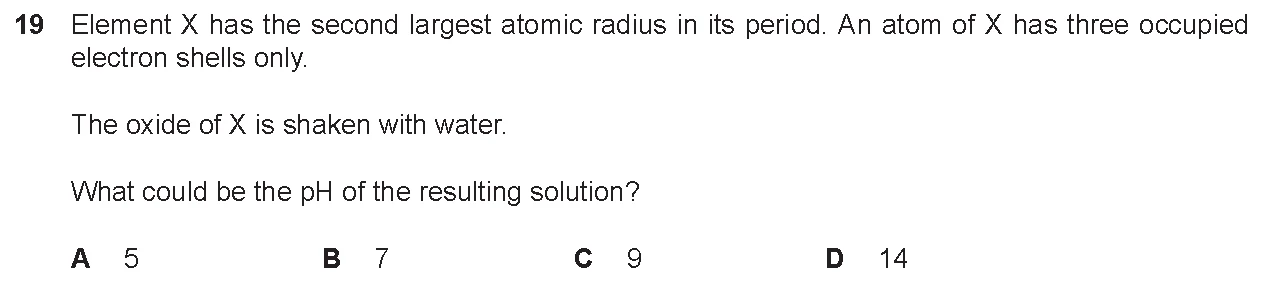 19 Element X has the second largest atomic radius in its period. An atom of X has three occupied
electron shells only.
The oxide of X is shaken with water.
What could be the pH of the resulting solution?
A 5 B 7 C 9 D 14